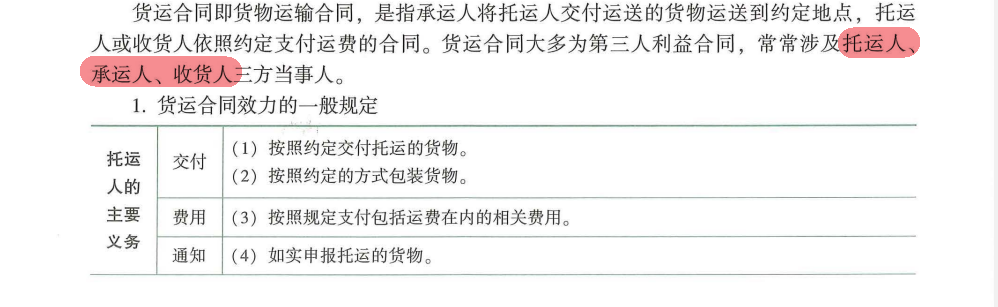 货运合同即货物运输合同，是指承运人将托运人交付运送的货物运送到约定地点，托运
人或收货人依照约定支付运费的合同。货运合同大多为第三人利益合同，常常涉及托运人、
承运人、收货人三方当事人。
1. 货运合同效力的一般规定
托运
人的
主要
义务
交付
（1）按照约定交付托运的货物。
（2）按照约定的方式包装货物。
费用
（3）按照规定支付包括运费在内的相关费用。
通知
（4）如实申报托运的货物。